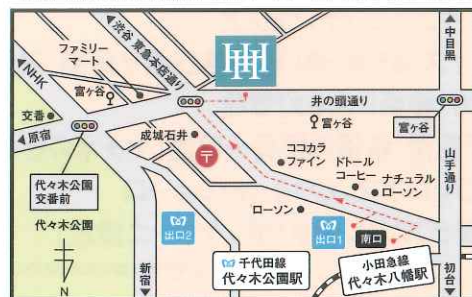 渋谷 東急本店通り
中目黒
ファミリー
マート
HH
NHK
富ヶ谷
井の頭通り
交番
原宿
成城石井
富ヶ谷
富ヶ谷
〒
ココカラ
ファイン
山手通り
代々木公園
交番前
ドトール
コーヒー
ナチュラル
ローソン
代々木公園
ローソン
出口2
出口1
南口
千代田線
代々木公園駅
小田急線
代々木八幡駅
N
新宿
初台